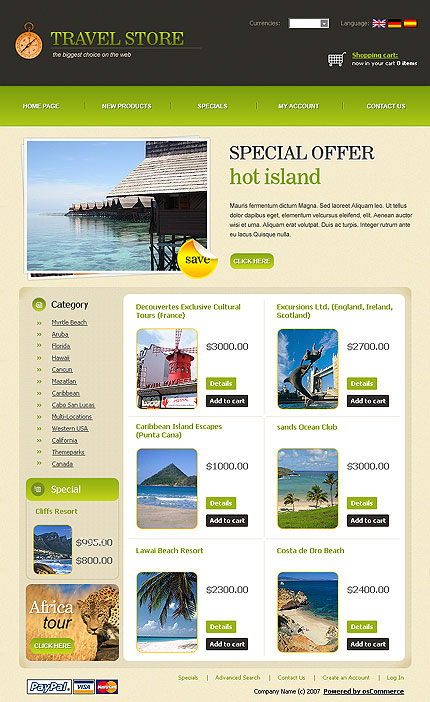 Currencies:
Language:
TRAVEL STORE
the biggest choice on the web
Shopping cart:
now in your cart 0 items
HOME PAGE
NEW PRODUCTS
SPECIALS
MY ACCOUNT
CONTACT US
SPECIAL OFFER
hot island
Mauris fermentum dictum Magna. Sed laoreet Aliquam leo. Ut tellus
dolor dapibus eget, elementum velcursus eleifend, elit. Aenean auctor
wisi et urna. Aliquam erat volutpat. Duis ac turpis. Integer rutrum ante
eu lacus.Quisque nulla.
save
CLICK HERE
Category
Myrtle Beach
Aruba
Florida
Hawaii
Cancun
Mazatlan
Caribbean
Cabo San Lucas
Multi-Locations
Western USA
California
Themeparks
Canada
Special
Cliffs Resort
$995.00
$800.00
Africa
tour
CLICK HERE
Decouvertes Exclusive Cultural
Tours (France)
$3000.00
Details
Add to cart
Excursions Ltd. (England, Ireland,
Scotland)
$2700.00
Details
Add to cart
Caribbean Island Escapes
(Punta Cana)
$1000.00
Details
Add to cart
sands Ocean Club
$3000.00
Details
Add to cart
Lawai Beach Resort
$2300.00
Details
Add to cart
Costa de Oro Beach
$2400.00
Details
Add to cart
Specials | Advanced Search | Contact Us | Create an Account | Log In
PayPal VISA MasterCard
Company Name (c) 2007 Powered by osCommerce